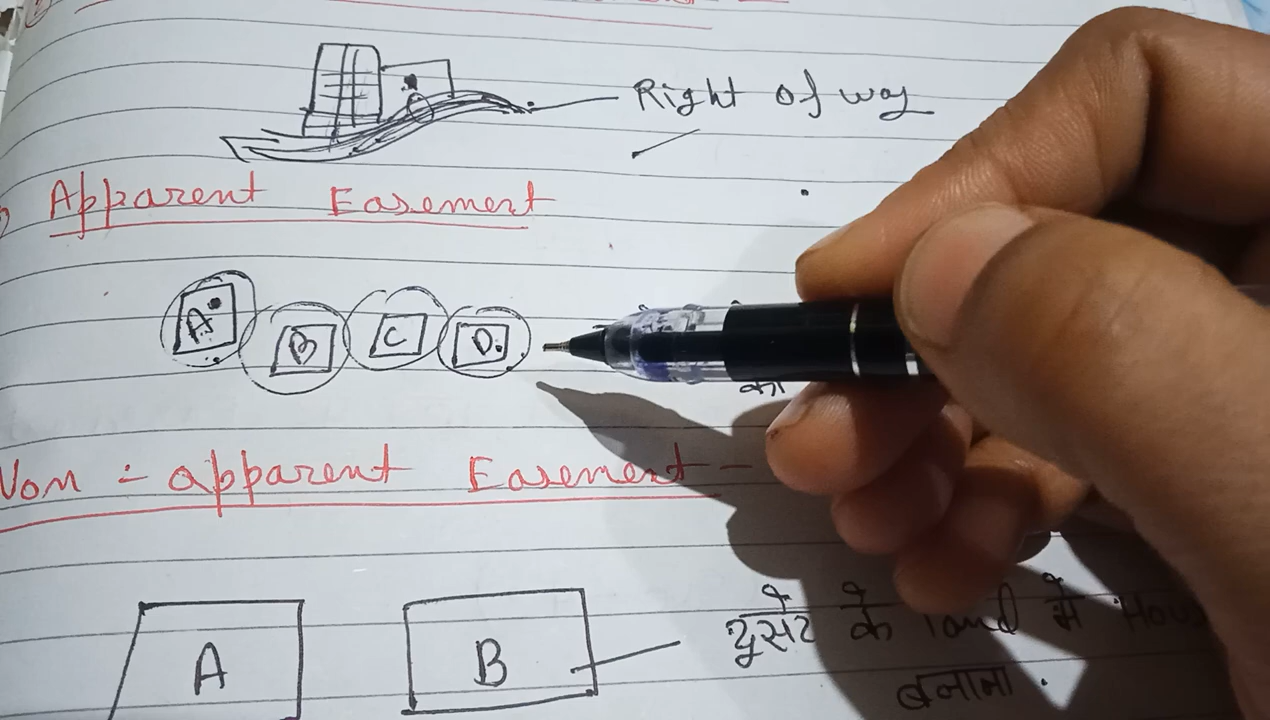 Right of way
Apparent Easement
A B C D
का
Non - apparent Easement -
A B
दूसरे के land में
बनाना .